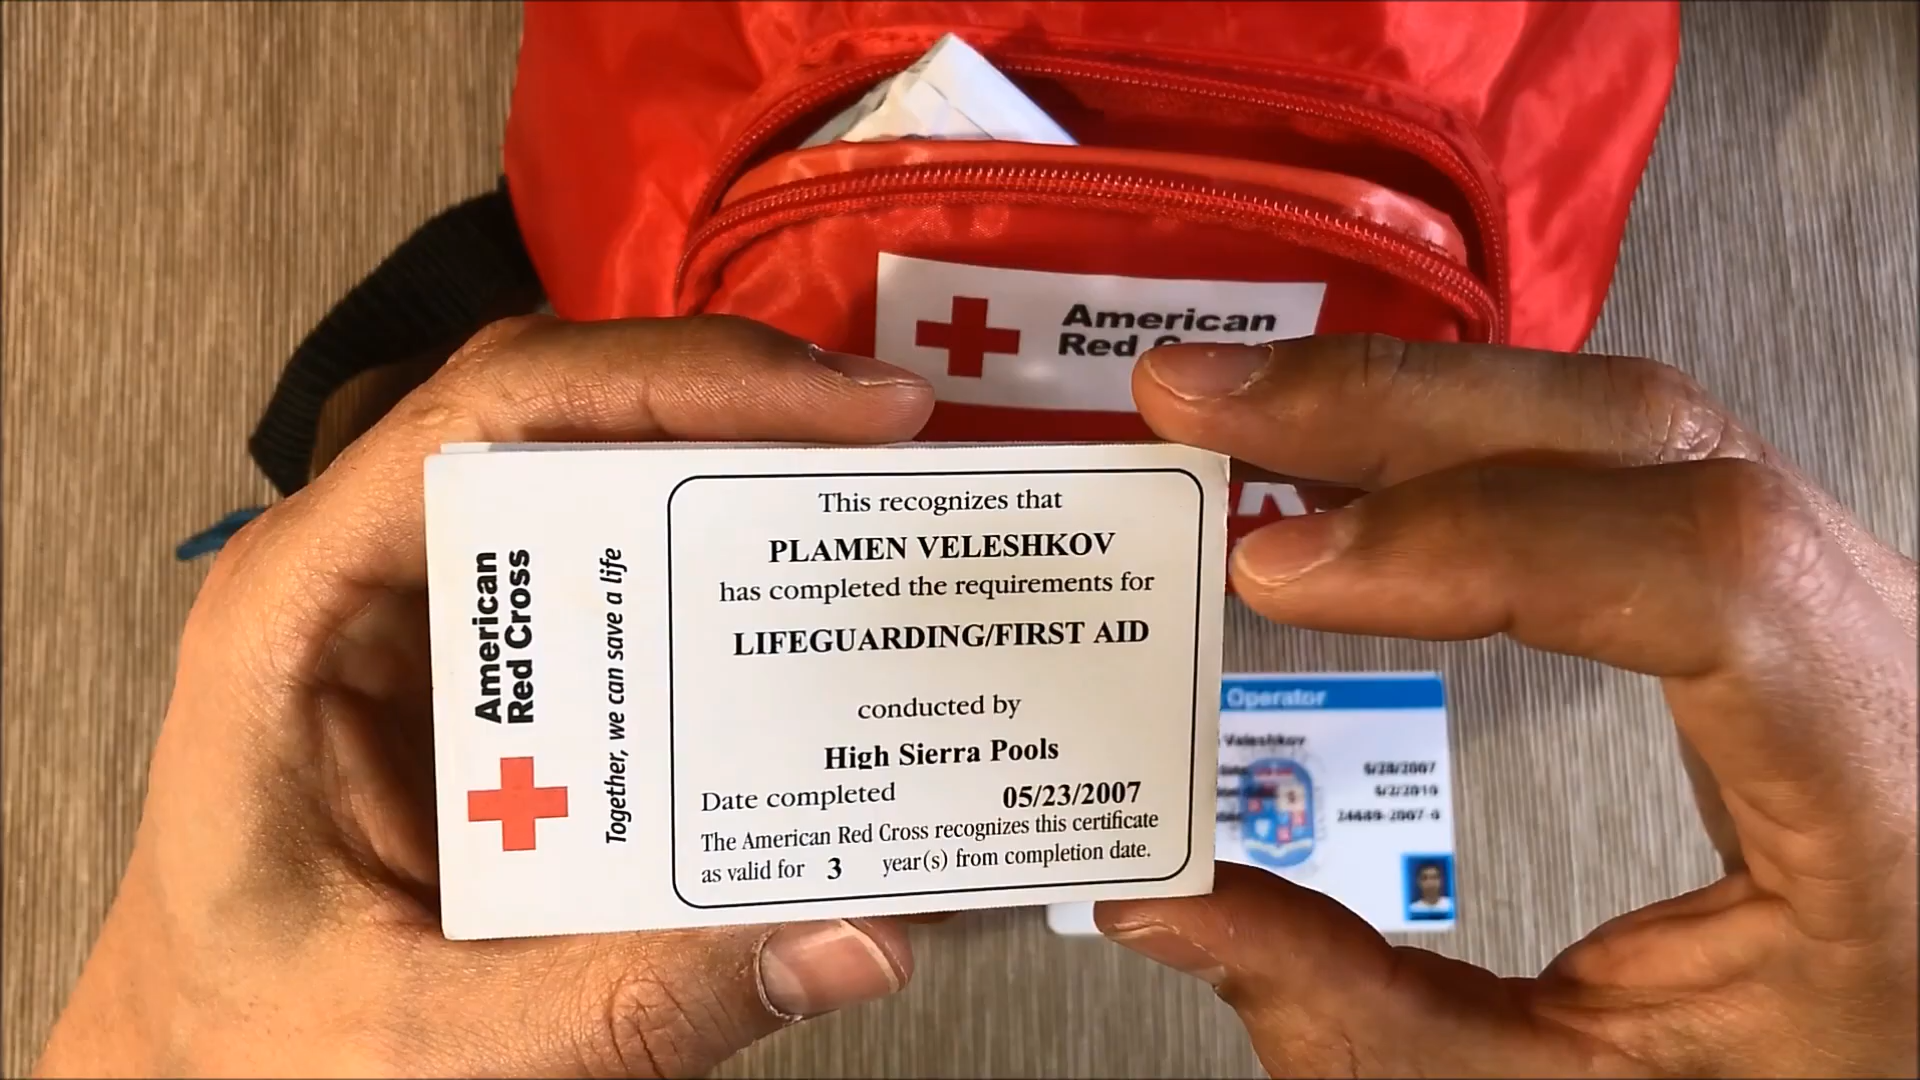 American
Red
American
Red Cross
Together, we can save a life
This recognizes that
PLAMEN VELESHKOV
has completed the requirements for
LIFEGUARDING/FIRST AID
conducted by
High Sierra Pools
Date completed 05/23/2007
The American Red Cross recognizes this certificate
as valid for 3 year(s) from completion date.
Operator
Veleshkov